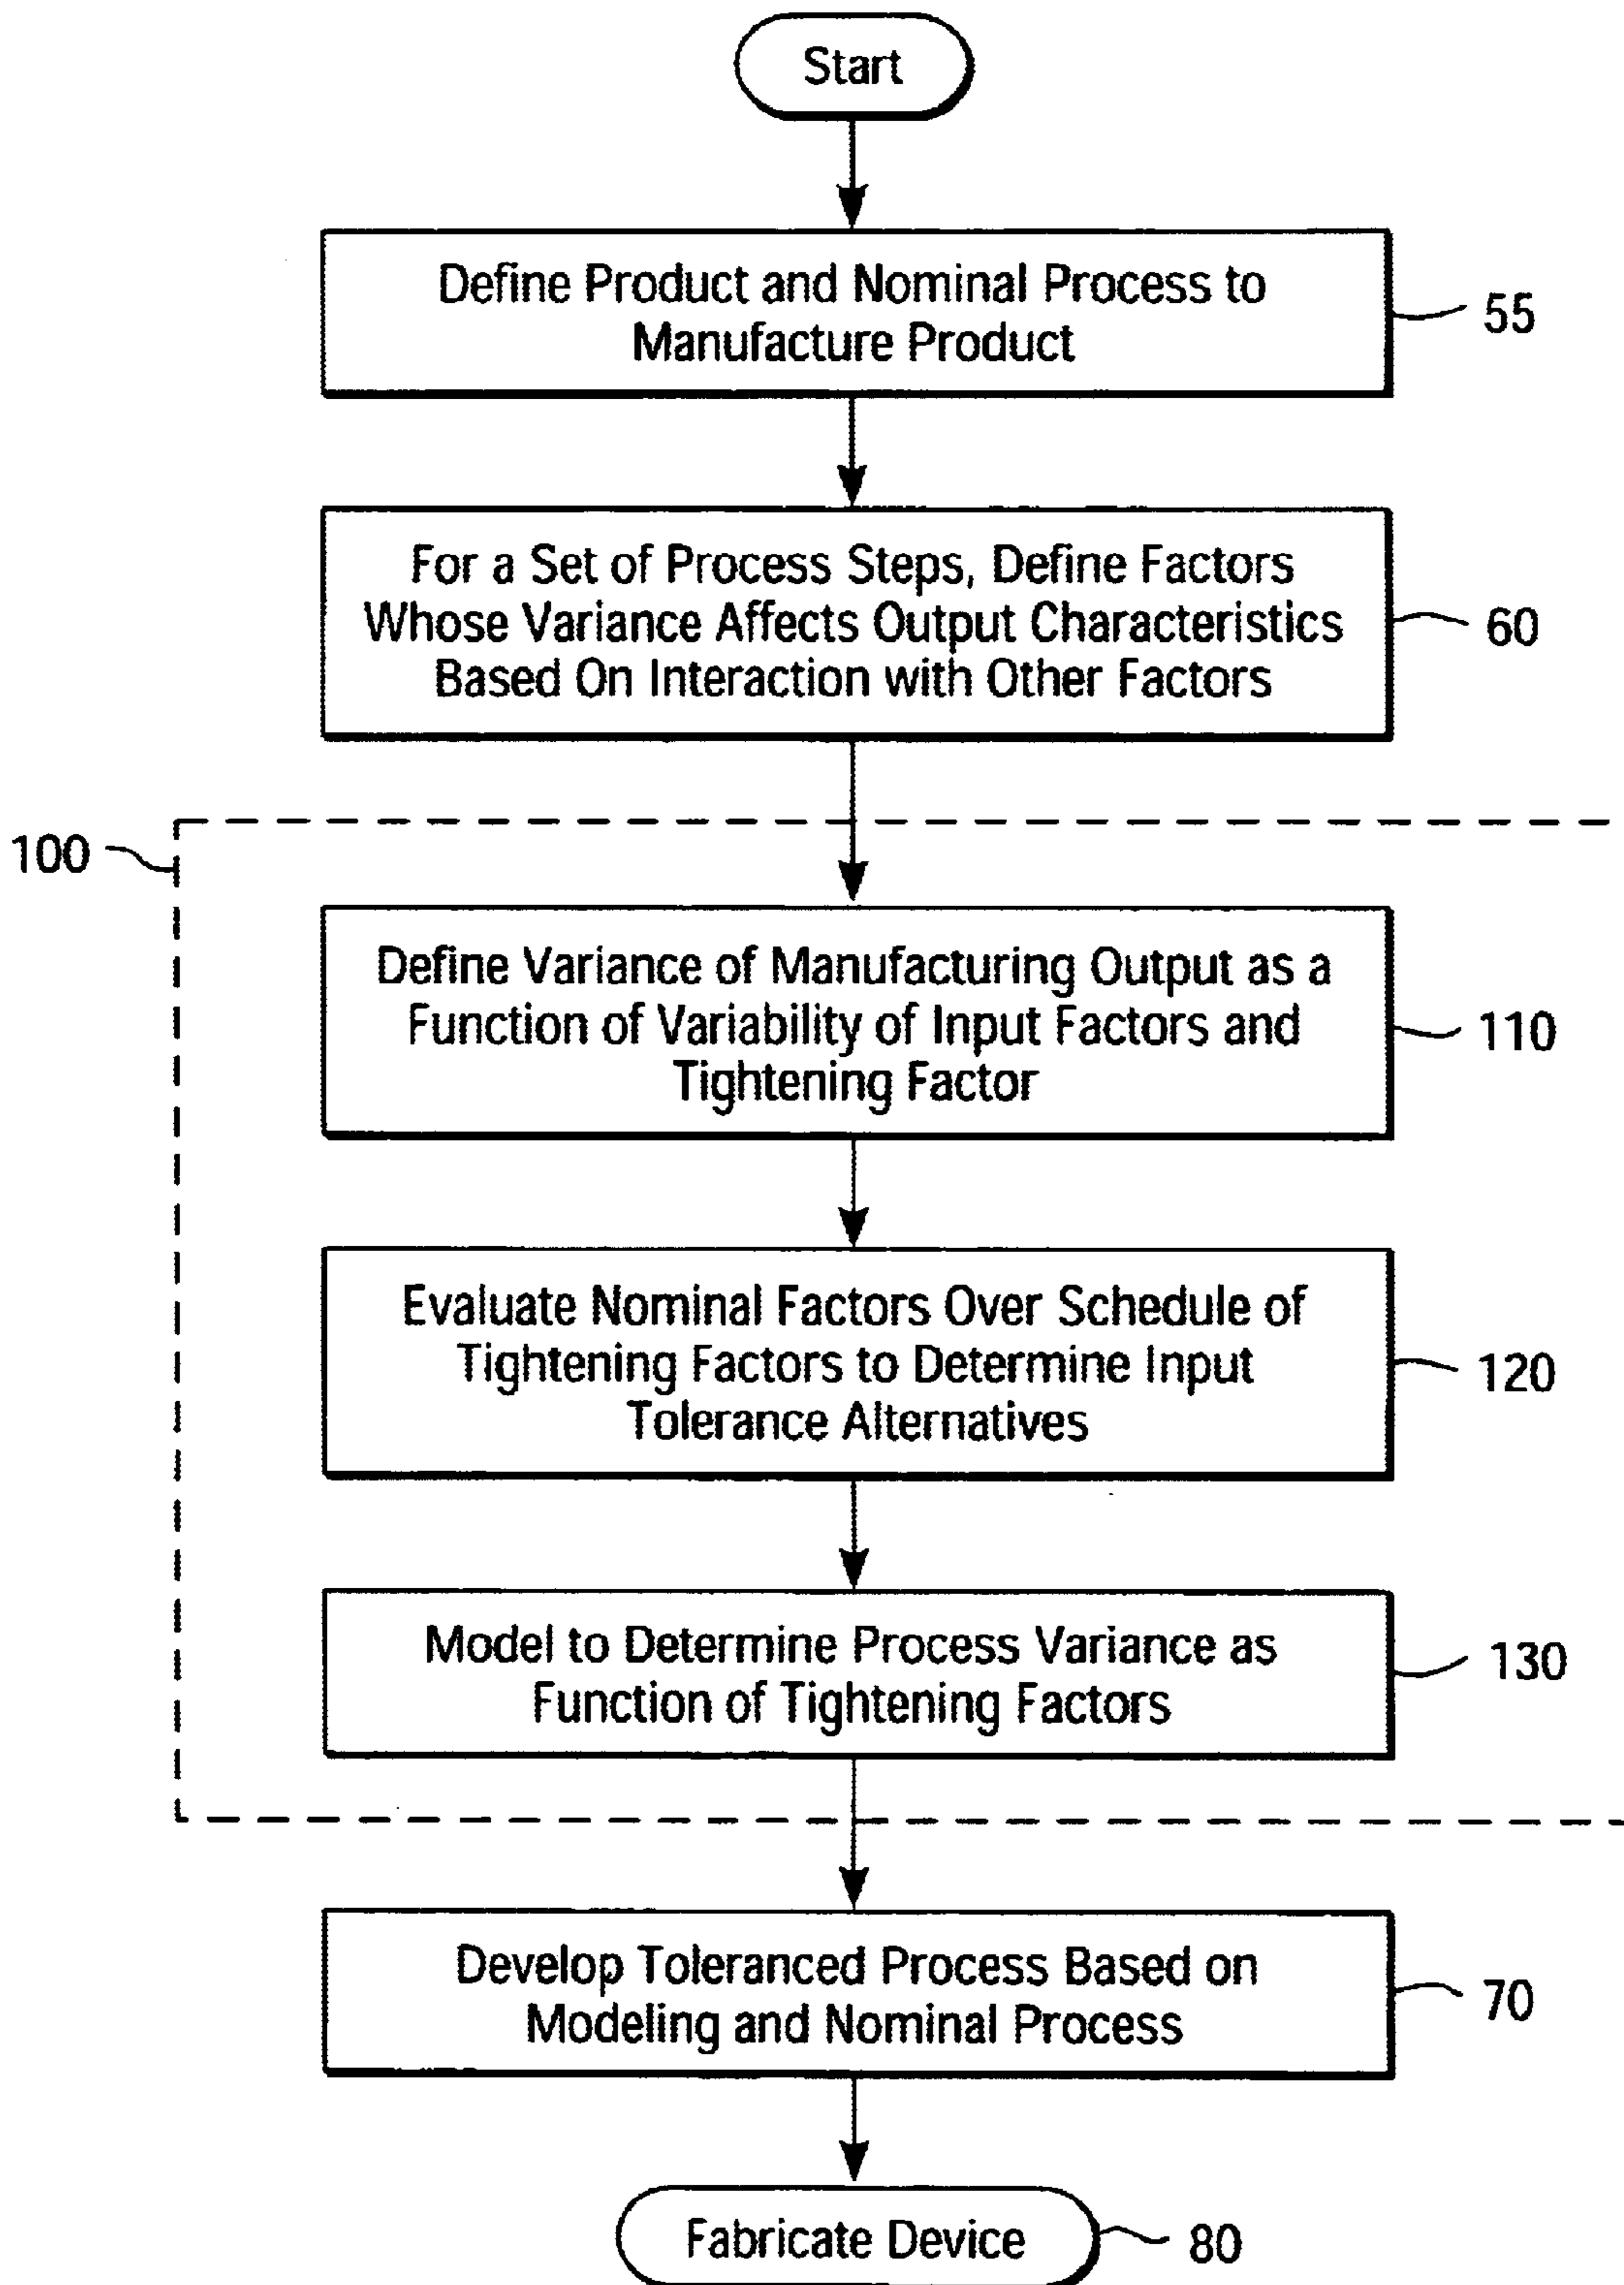 Start
Define Product and Nominal Process to
Manufacture Product
55
For a Set of Process Steps, Define Factors
Whose Variance Affects Output Characteristics
Based On Interaction with Other Factors
60
100
Define Variance of Manufacturing Output as a
Function of Variability of Input Factors and
Tightening Factor
110
Evaluate Nominal Factors Over Schedule of
Tightening Factors to Determine Input
Tolerance Alternatives
120
Model to Determine Process Variance as
Function of Tightening Factors
130
Develop Toleranced Process Based on
Modeling and Nominal Process
70
Fabricate Device
80